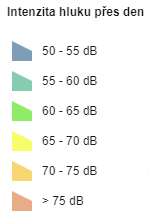 Intenzita hluku přes den
50 - 55 dB
55 - 60 dB
60 - 65 dB
65 - 70 dB
70 - 75 dB
> 75 dB